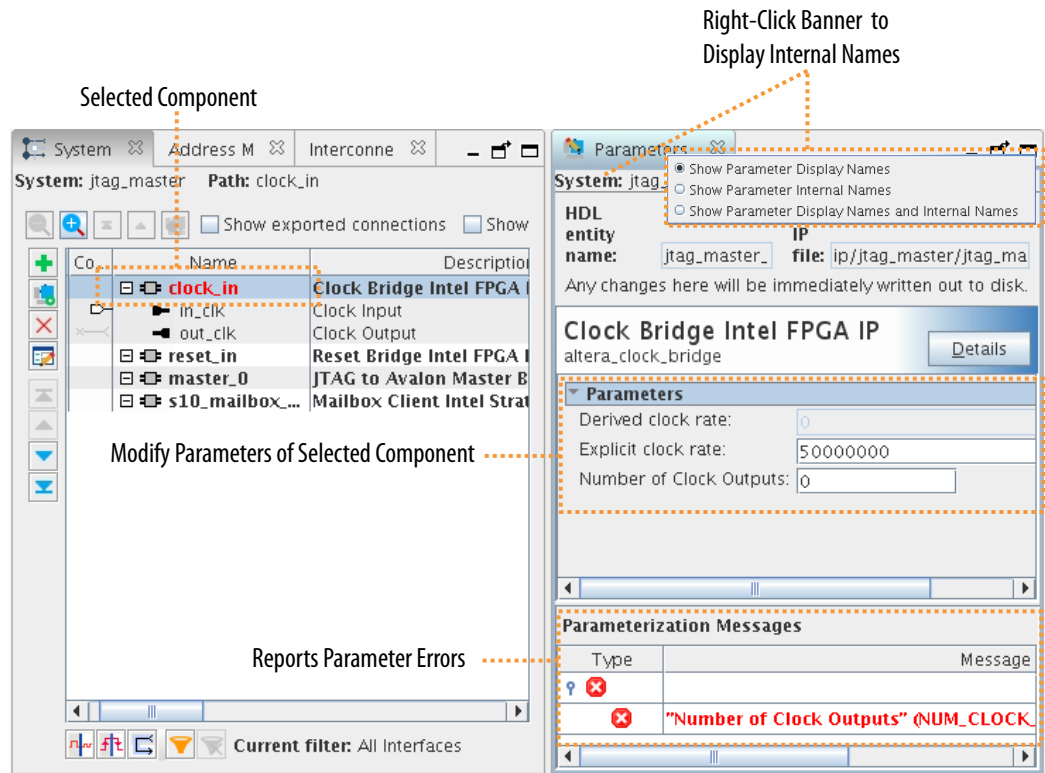 Right-Click Banner to
Display Internal Names
Selected Component
System
Address M
Interconne
System: jtag_master Path: clock_in
Show exported connections
Show
Co...
Name
Description
clock_in
Clock Bridge Intel FPGA I
in_clk
Clock Input
out_clk
Clock Output
reset_in
Reset Bridge Intel FPGA I
master_0
JTAG to Avalon Master B
s10_mailbox_...
Mailbox Client Intel Strat
Modify Parameters of Selected Component
Reports Parameter Errors
Current filter: All Interfaces
Parameters
System: jtag_
Show Parameter Display Names
Show Parameter Internal Names
Show Parameter Display Names and Internal Names
HDL
entity
name:
jtag_master_
IP
file:
ip/jtag_master/jtag_ma
Any changes here will be immediately written out to disk.
Clock Bridge Intel FPGA IP
altera_clock_bridge
Details
Parameters
Derived clock rate:
0
Explicit clock rate:
50000000
Number of Clock Outputs:
0
Parameterization Messages
Type
Message
"Number of Clock Outputs" (NUM_CLOCK_